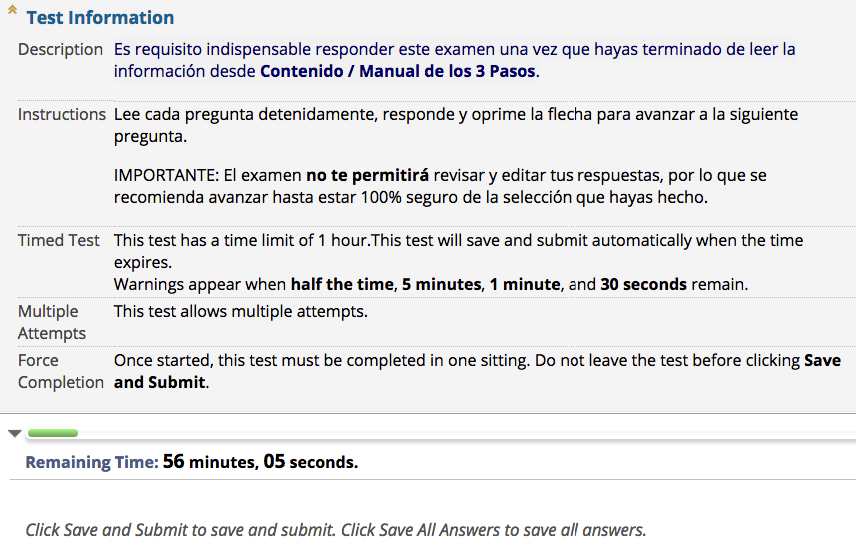 Test Information
Description Es requisito indispensable responder este examen una vez que hayas terminado de leer la
información desde Contenido / Manual de los 3 Pasos.
Instructions Lee cada pregunta detenidamente, responde y oprime la flecha para avanzar a la siguiente
pregunta.
IMPORTANTE: El examen no te permitirá revisar y editar tus respuestas, por lo que se
recomienda avanzar hasta estar 100% seguro de la selección que hayas hecho.
Timed Test This test has a time limit of 1 hour.This test will save and submit automatically when the time
expires.
Warnings appear when half the time, 5 minutes, 1 minute, and 30 seconds remain.
Multiple This test allows multiple attempts.
Attempts
Force Once started, this test must be completed in one sitting. Do not leave the test before clicking Save
Completion and Submit.
Remaining Time: 56 minutes, 05 seconds.
Click Save and Submit to save and submit. Click Save All Answers to save all answers.